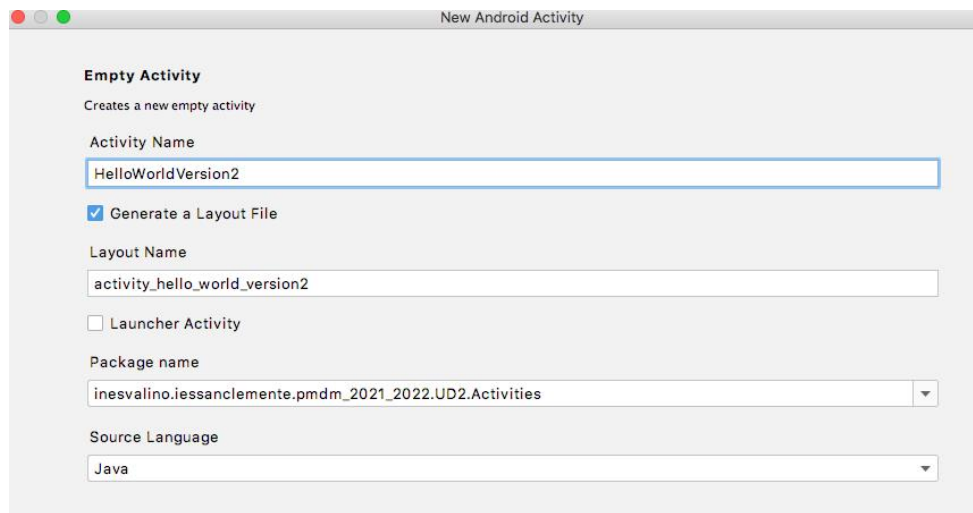 New Android Activity
Empty Activity
Creates a new empty activity
Activity Name
HelloWorldVersion2
Generate a Layout File
Layout Name
activity_hello_world_version2
Launcher Activity
Package name
inesvalino.iessanclemente.pmdm_2021_2022.UD2.Activities
Source Language
Java